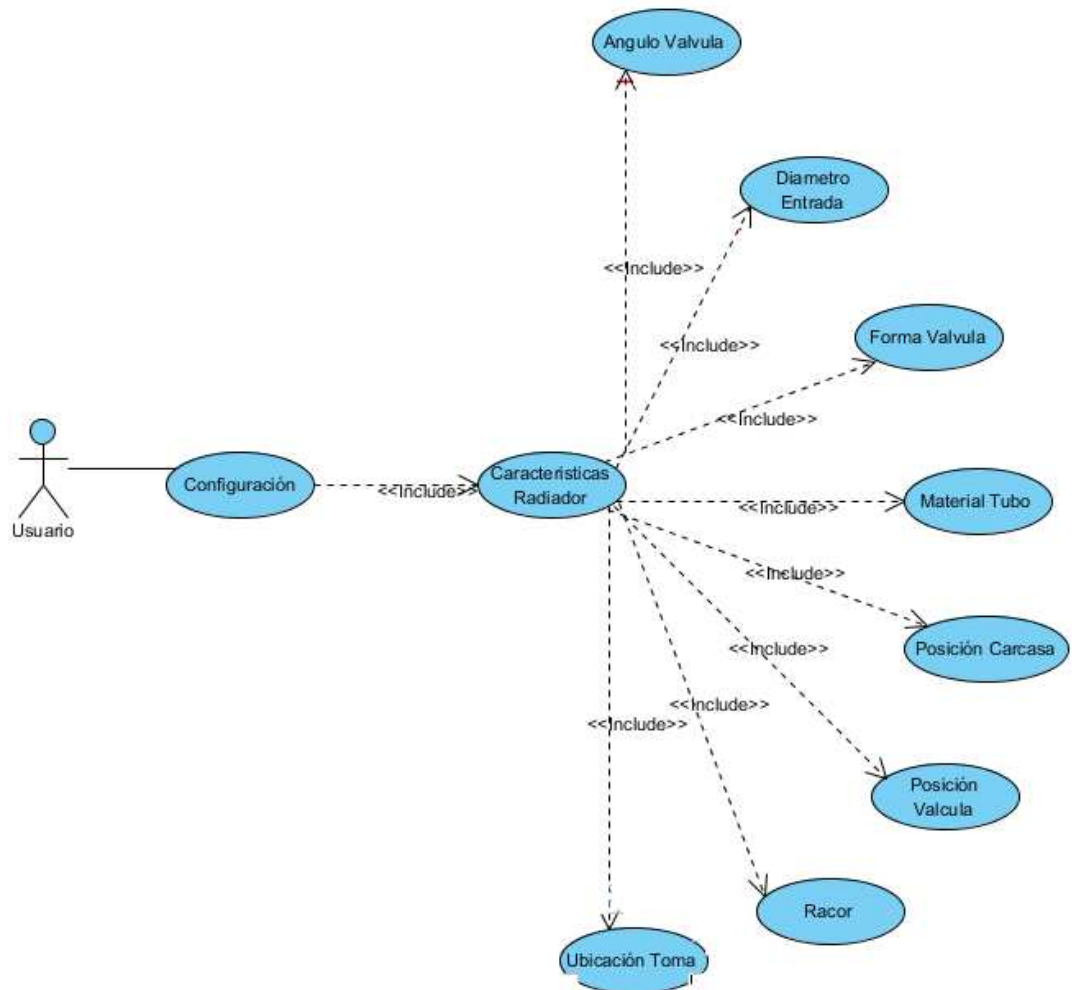 Angulo Valvula
Diametro
Entrada
<<Include>>
<<Include>>
Forma Valvula
<<Include>>
Usuario
Configuración
<<Include>>
Caracteristicas
Radiador
<<Include>>
Material Tubo
<<Include>>
Posición Carcasa
<<Include>>
<<Include>>
<<Include>>
Posición
Valcula
Racor
Ubicación Toma